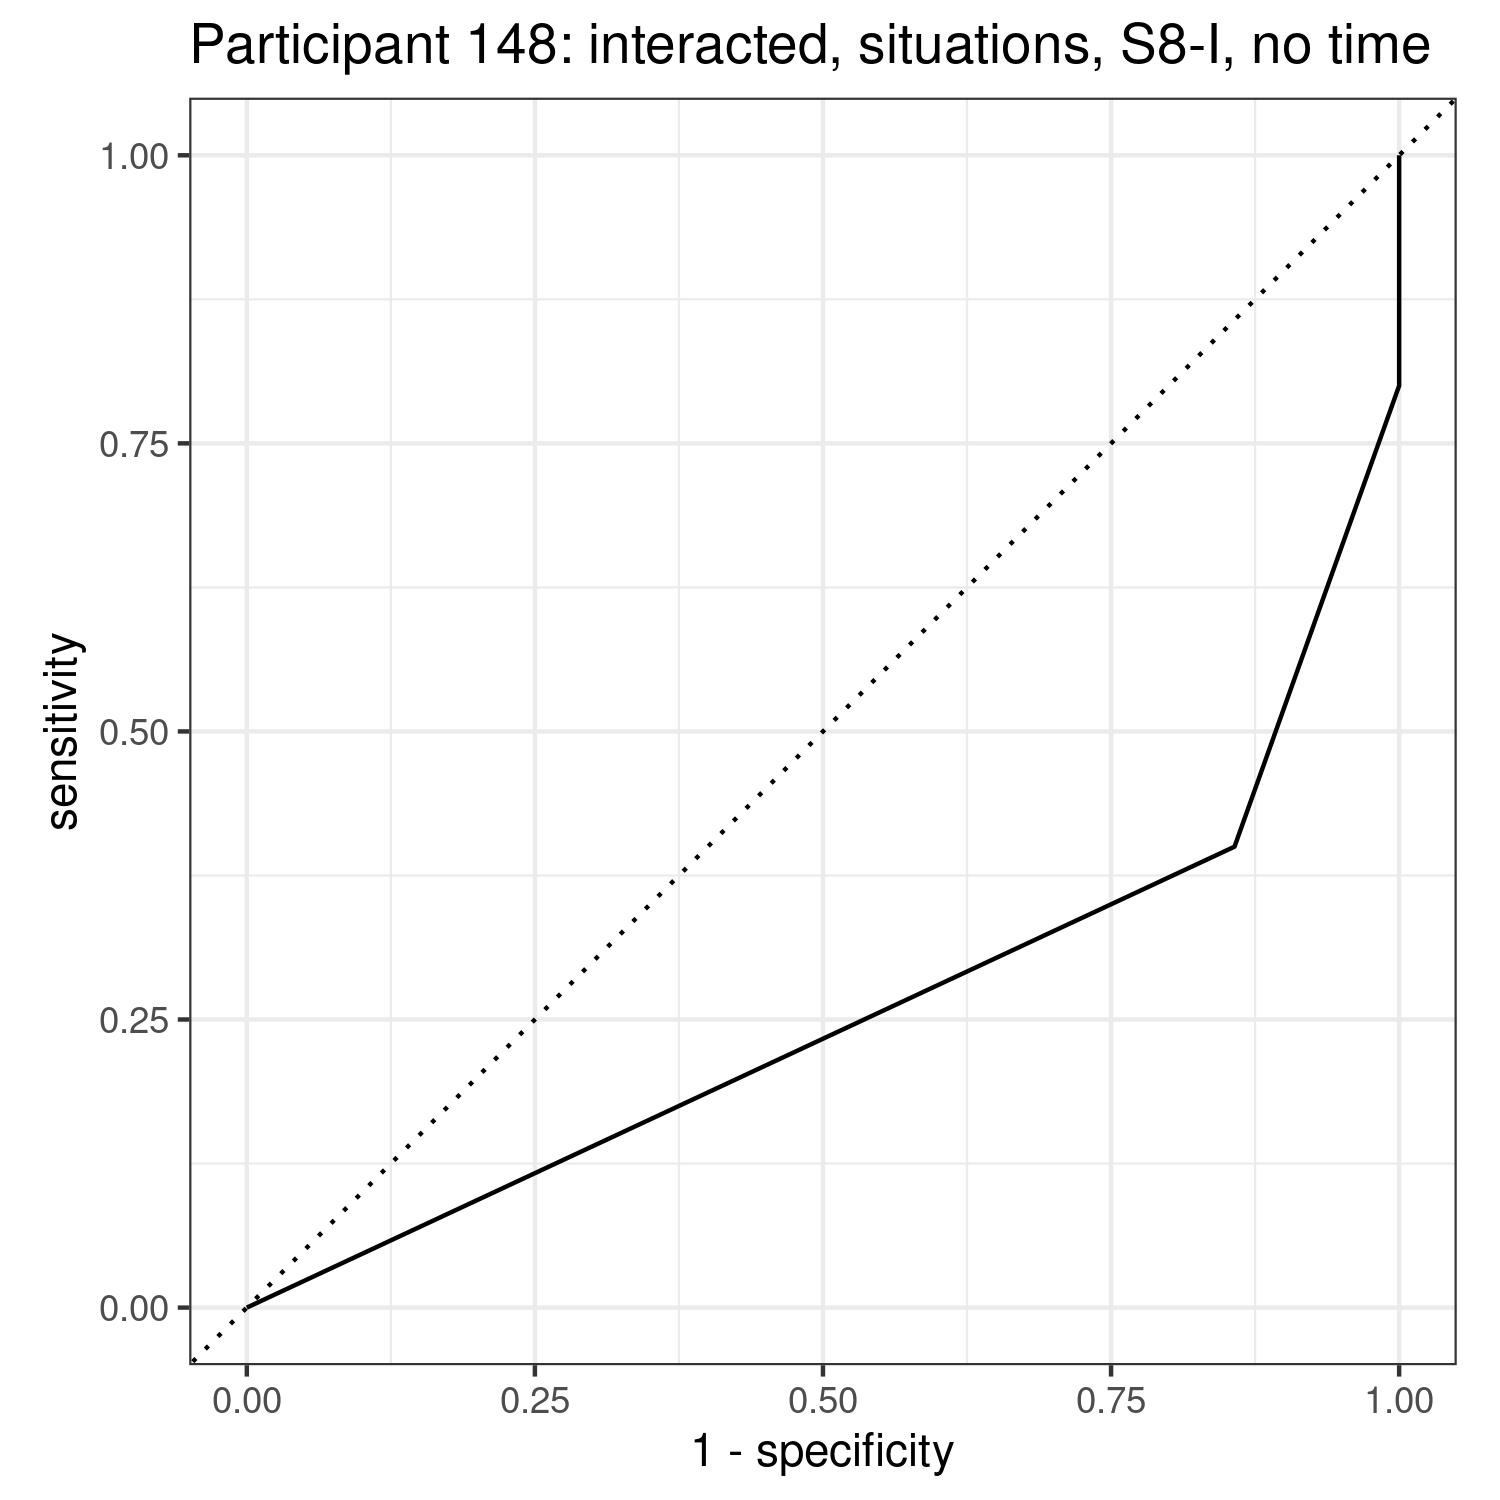 Participant 148: interacted, situations, S8-I, no time
1.00
0.75
0.50
0.25
0.00
sensitivity
0.00 0.25 0.50 0.75 1.00
1 - specificity